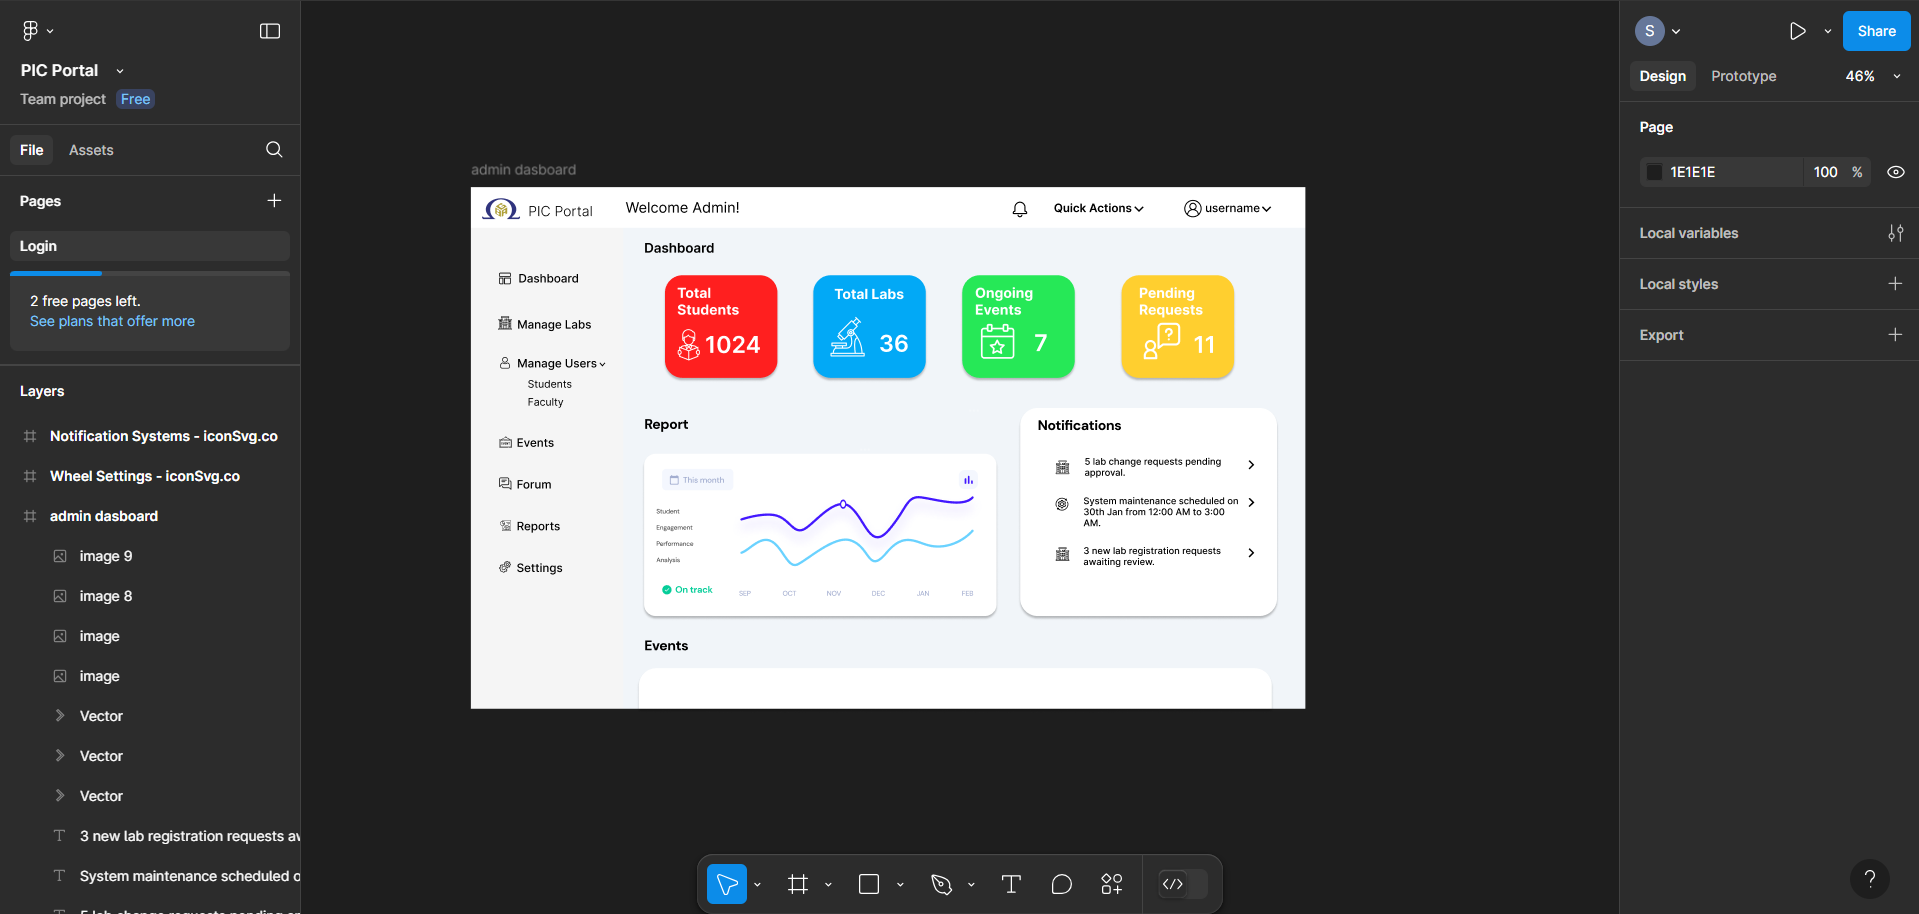 PIC Portal
Team project Free
File Assets
Pages
Login
2 free pages left.
See plans that offer more
Layers
Notification Systems - iconSvg.co
Wheel Settings - iconSvg.co
admin dasboard
image 9
image 8
image
image
Vector
Vector
Vector
3 new lab registration requests
System maintenance scheduled
admin dasboard
PIC Portal
Welcome Admin!
Quick Actions
username
Dashboard
Manage Labs
Manage Users
Students
Faculty
Events
Forum
Reports
Settings
Dashboard
Total
Students
1024
Total Labs
36
Ongoing
Events
7
Pending
Requests
11
Report
This month
Student
Engagement
Performance
Analysis
On track
SEP OCT NOV DEC JAN FEB
Notifications
5 lab change requests pending
approval.
System maintenance scheduled on
30th Jan from 12:00 AM to 3:00
AM.
3 new lab registration requests
awaiting review.
Events
S
Share
Design Prototype 46%
Page
1E1E1E 100 %
Local variables
Local styles
Export
?